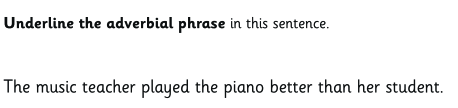 Underline the adverbial phrase in this sentence.
The music teacher played the piano better than her student.